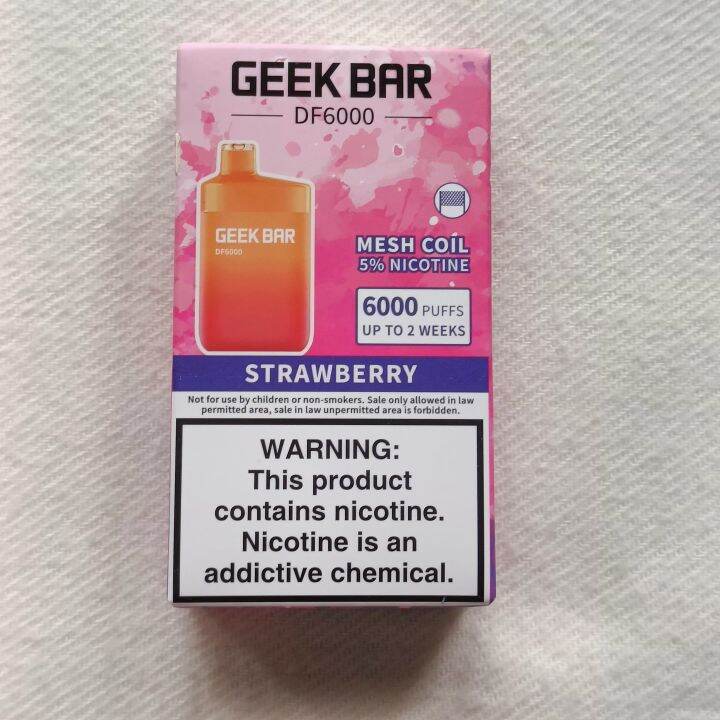 GEEK BAR
DF6000
GEEK BAR
DF6000
MESH COIL
5% NICOTINE
6000 PUFFS
UP TO 2 WEEKS
STRAWBERRY
Not for use by children or non-smokers. Sale only allowed in law
permitted area, sale in law unpermitted area is forbidden.
WARNING:
This product
contains nicotine.
Nicotine is an
addictive chemical.